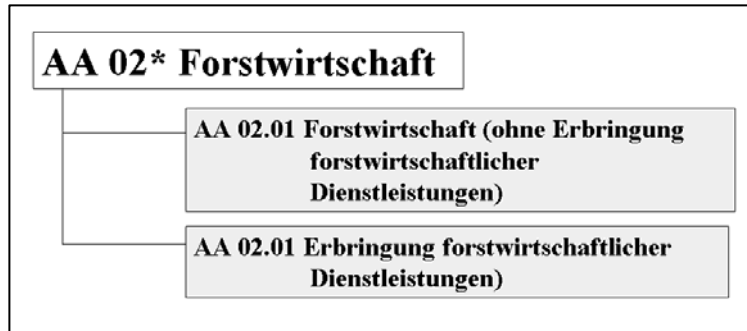 AA 02* Forstwirtschaft
AA 02.01 Forstwirtschaft (ohne Erbringung
forstwirtschaftlicher
Dienstleistungen)
AA 02.01 Erbringung forstwirtschaftlicher
Dienstleistungen)